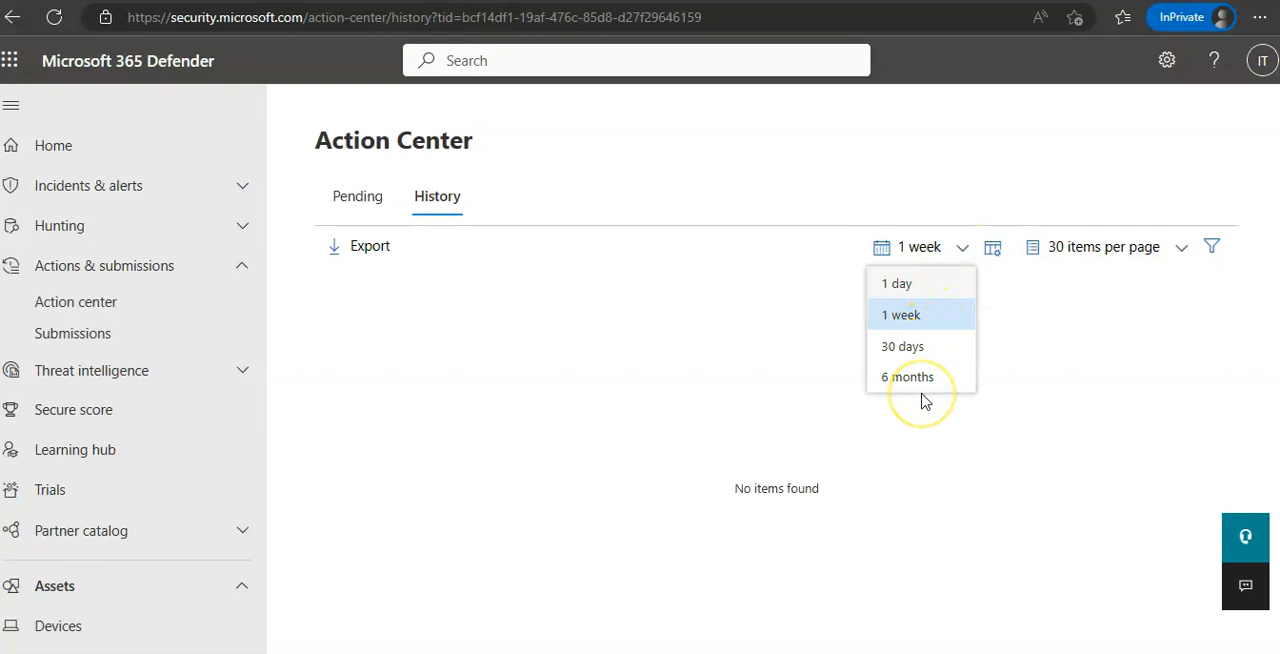 https://security.microsoft.com/action-center/history?tid=bcf14df1-19af-476c-85d8-d27f29646159
InPrivate
Microsoft 365 Defender
Search
IT
Home
Incidents & alerts
Hunting
Actions & submissions
Action center
Submissions
Threat intelligence
Secure score
Learning hub
Trials
Partner catalog
Assets
Devices
Action Center
Pending
History
Export
1 week
30 items per page
1 day
1 week
30 days
6 months
No items found